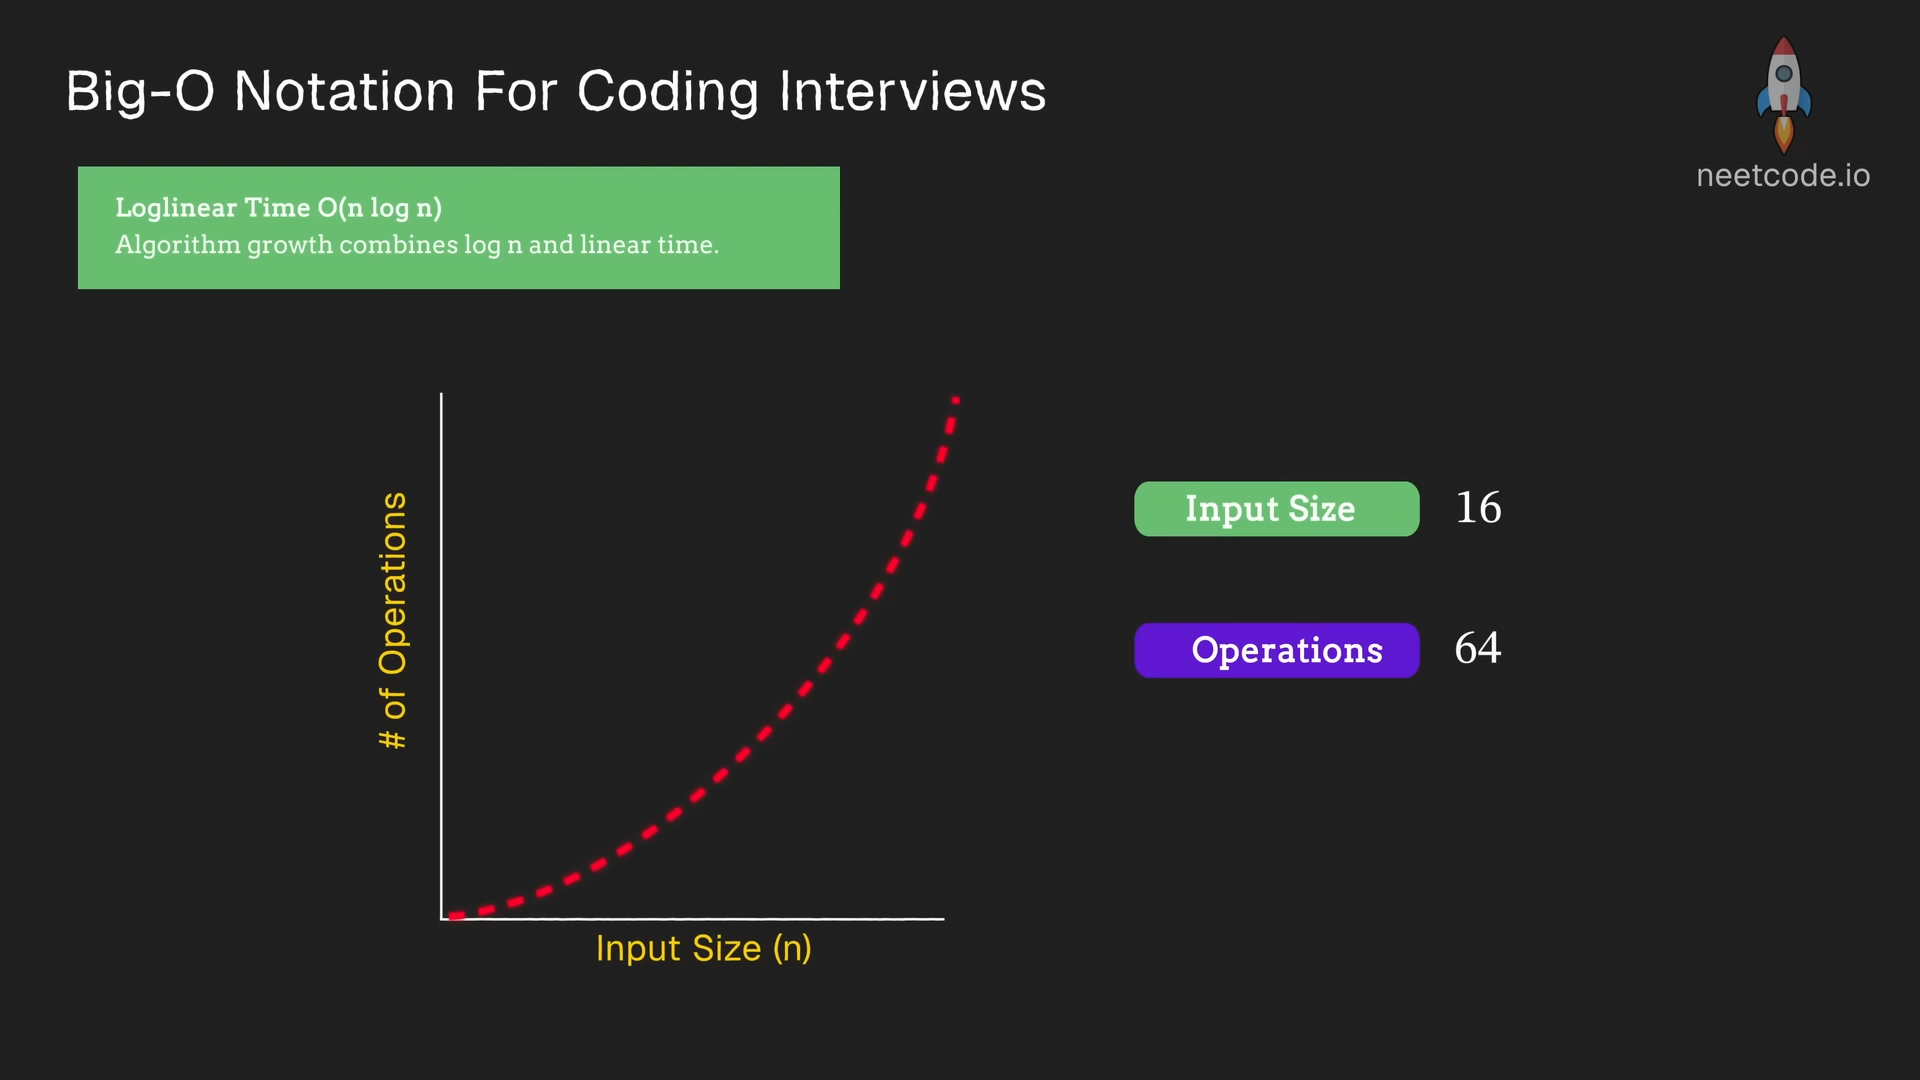 Big-O Notation For Coding Interviews
neetcode.io
Loglinear Time O(n log n)
Algorithm growth combines log n and linear time.
# of Operations
Input Size (n)
Input Size 16
Operations 64